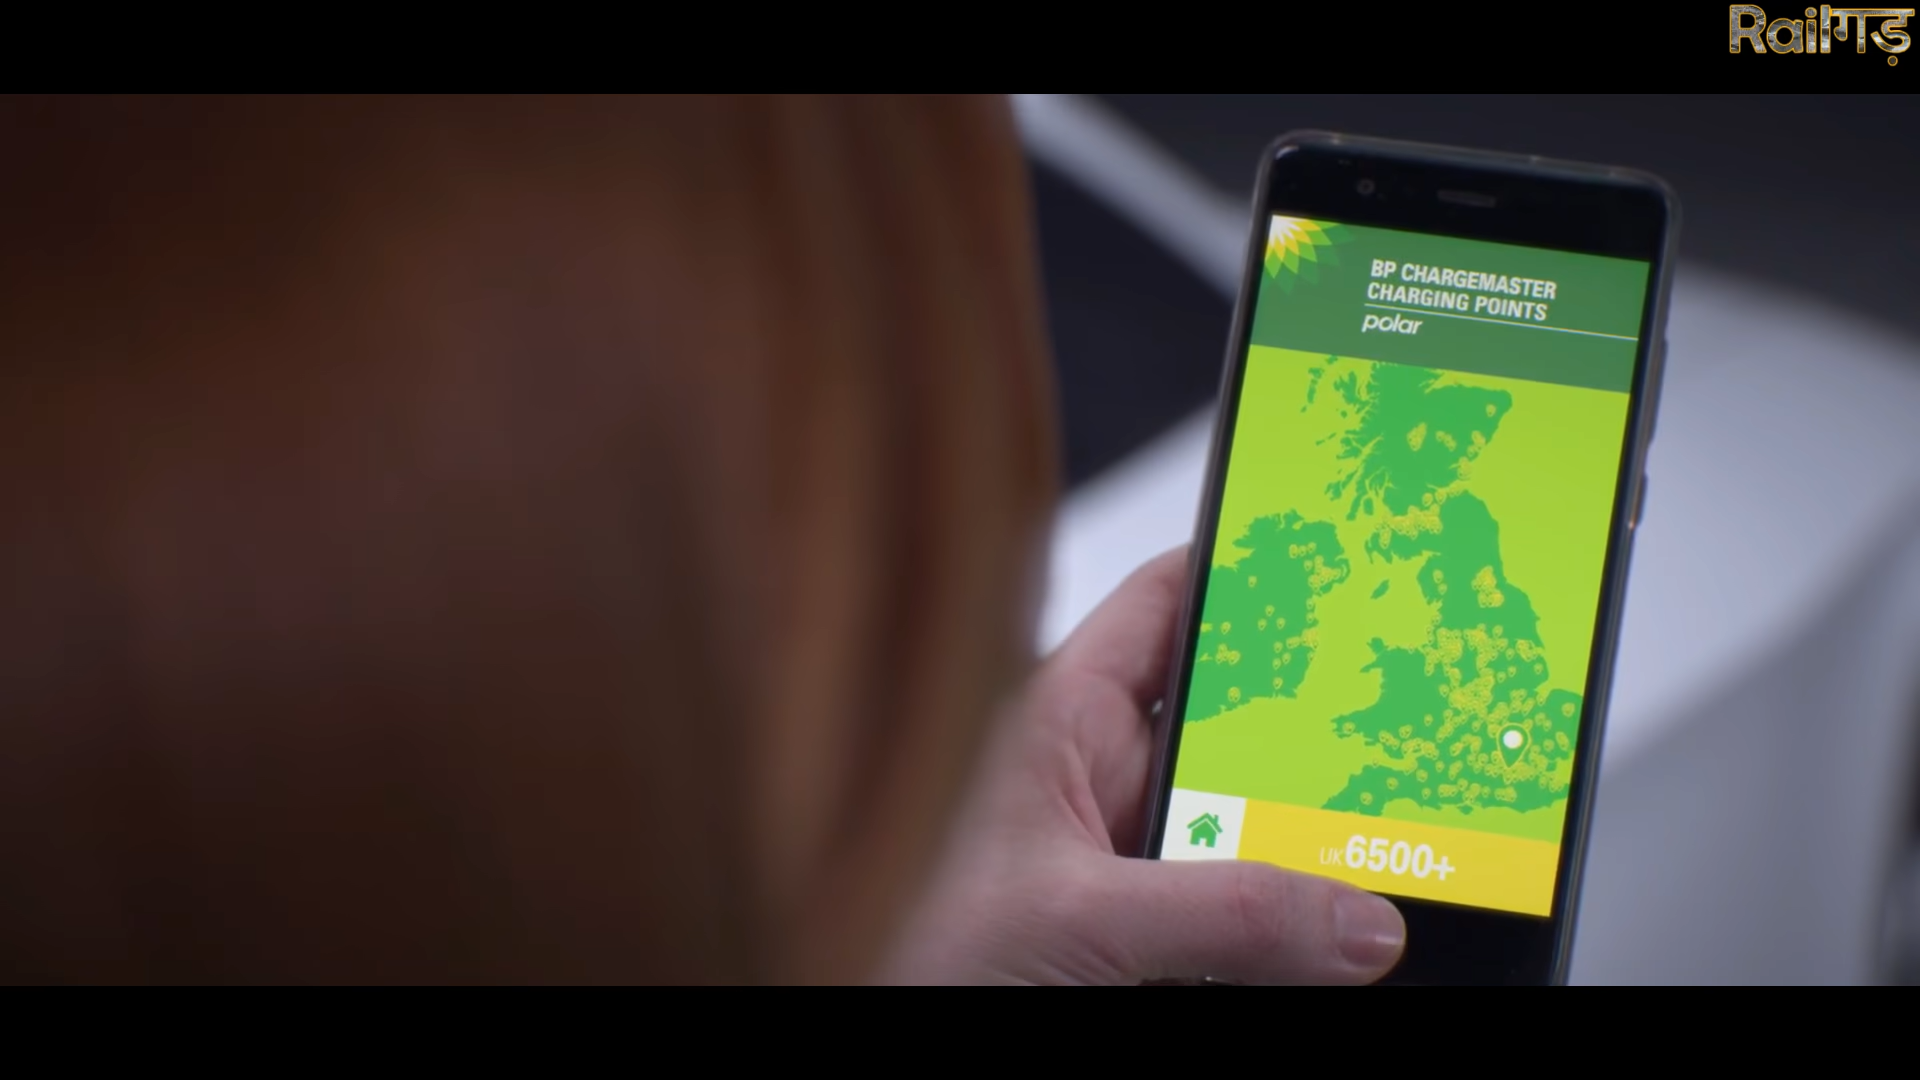 Railगड़
BP CHARGEMASTER
CHARGING POINTS
polar
UK 6500+